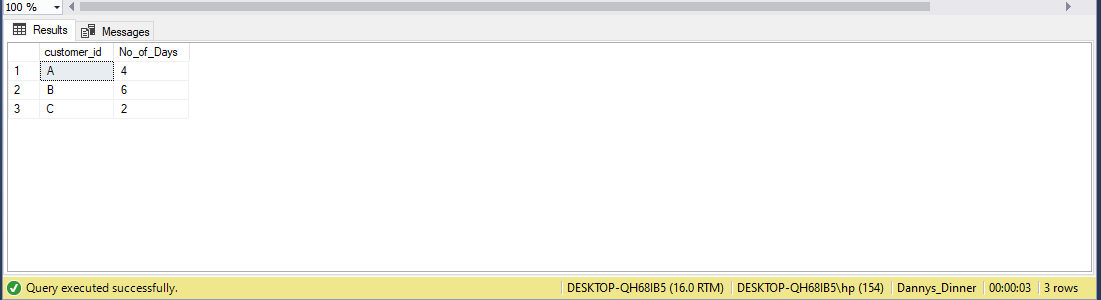 100 %
Results Messages
customer_id No_of_Days
1 A 4
2 B 6
3 C 2
Query executed successfully. DESKTOP-QH68IB5 (16.0 RTM) DESKTOP-QH68IB5\hp (154) Dannys_Dinner 00:00:03 3 rows